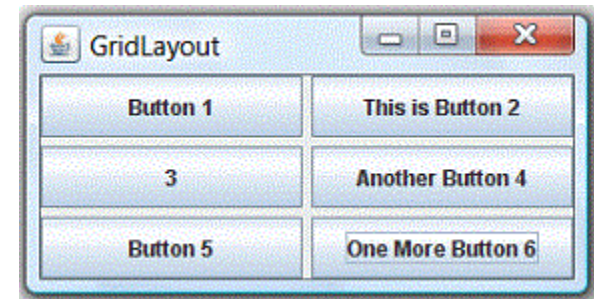 GridLayout
Button 1
This is Button 2
3
Another Button 4
Button 5
One More Button 6